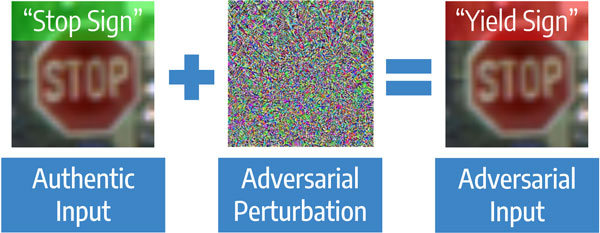 “Stop Sign”
“Yield Sign”
STOP
STOP
Authentic
Input
Adversarial
Perturbation
Adversarial
Input